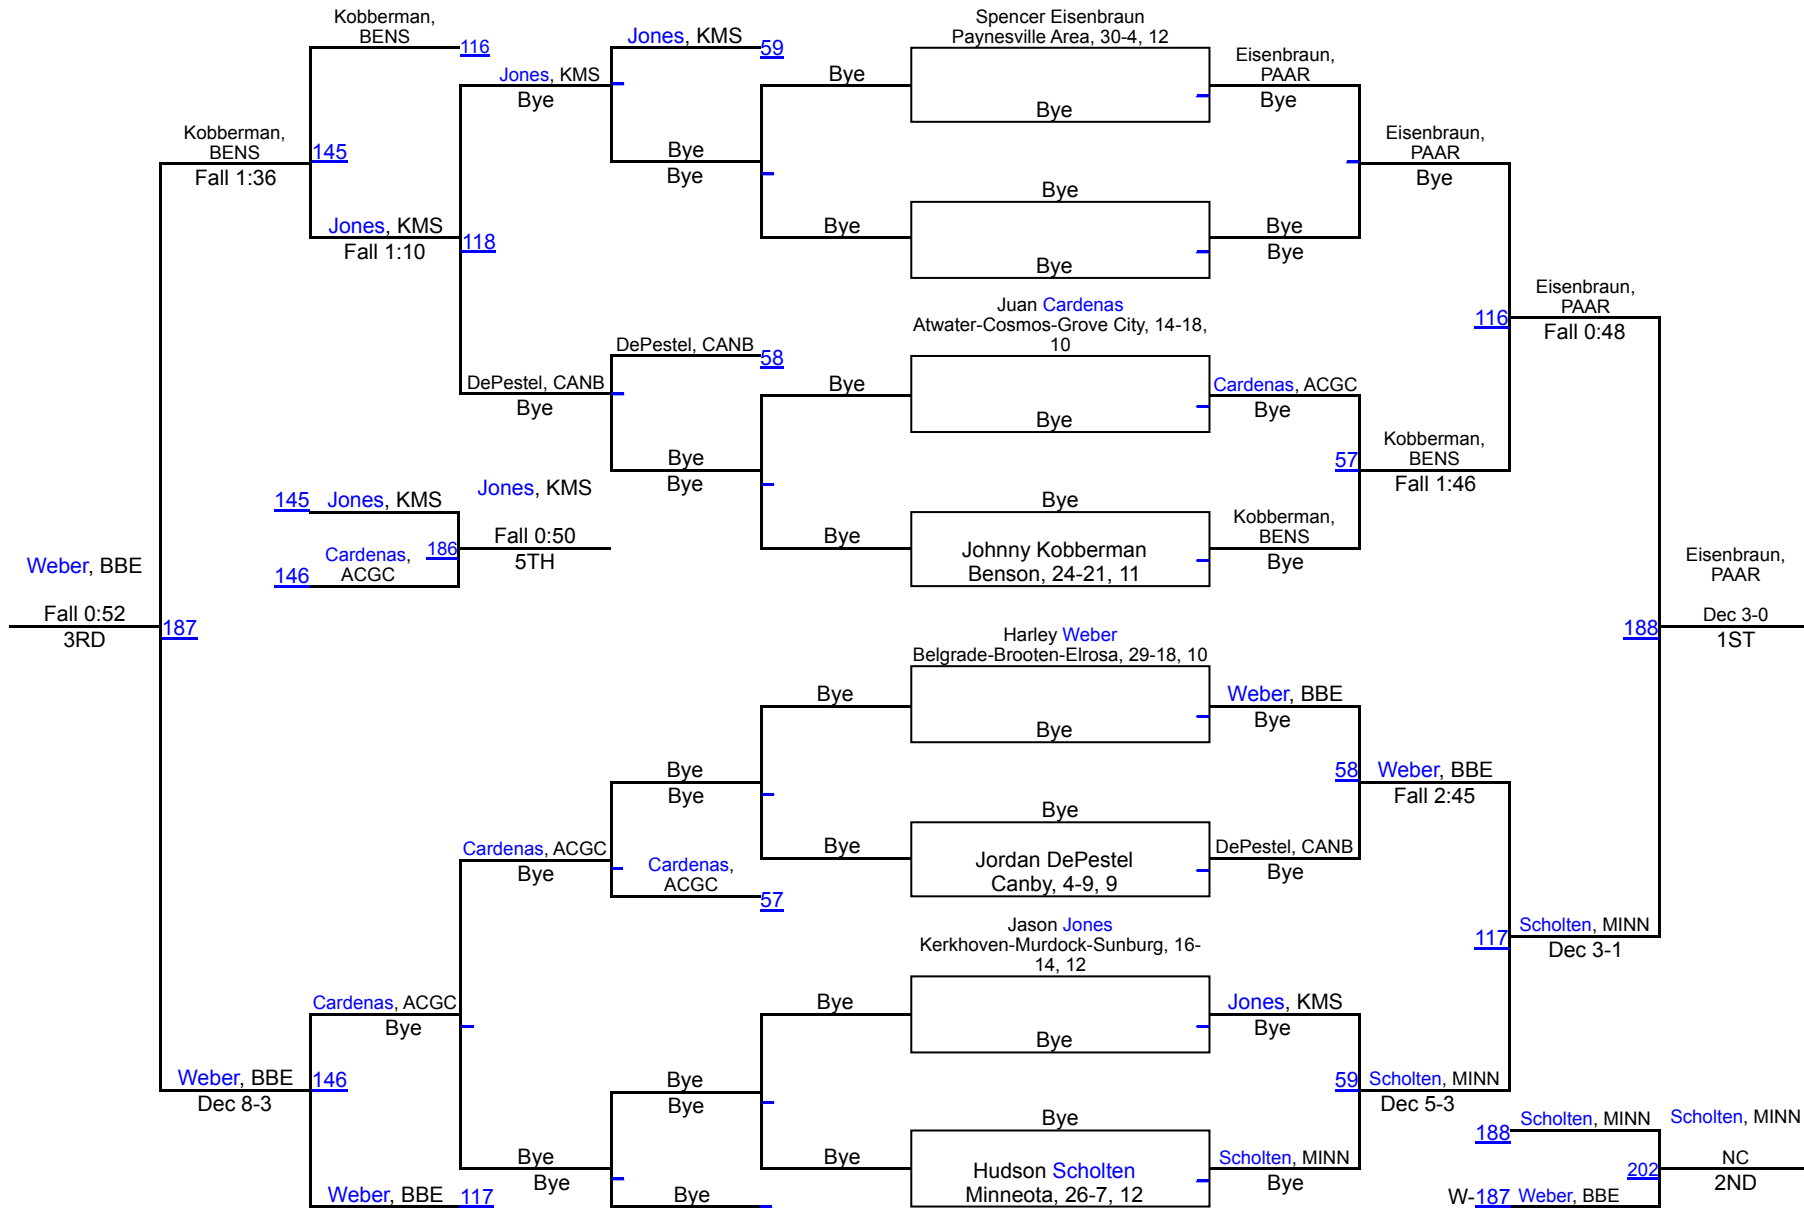 Kobberman,
BENS
116
Jones, KMS
59
Spencer Eisenbraun
Paynesville Area, 30-4, 12
Jones, KMS
Bye
Bye
Bye
Eisenbraun,
PAAR
Bye
Kobberman,
BENS
Fall 1:36
145
Bye
Bye
Eisenbraun,
PAAR
Bye
Jones, KMS
Fall 1:10
118
Bye
Bye
Bye
Bye
Bye
Juan Cardenas
Atwater-Cosmos-Grove City, 14-18,
10
Eisenbraun,
PAAR
Fall 0:48
116
DePestel, CANB
58
DePestel, CANB
Bye
Bye
Bye
Cardenas, ACGC
Bye
Bye
Bye
57
Kobberman,
BENS
Fall 1:46
145
Jones, KMS
Jones, KMS
Cardenas,
ACGC
146
186
Fall 0:50
5TH
Bye
Bye
Johnny Kobberman
Benson, 24-21, 11
Kobberman,
BENS
Bye
Weber, BBE
Fall 0:52
3RD
187
Eisenbraun,
PAAR
188
Dec 3-0
1ST
Harley Weber
Belgrade-Brooten-Elrosa, 29-18, 10
Bye
Bye
Weber, BBE
Bye
Bye
Bye
58
Weber, BBE
Fall 2:45
Bye
Bye
Jordan DePestel
Canby, 4-9, 9
DePestel, CANB
Bye
Cardenas, ACGC
Bye
Cardenas,
ACGC
57
Jason Jones
Kerkhoven-Murdock-Sunburg, 16-
14, 12
117
Scholten, MINN
Dec 3-1
Cardenas, ACGC
Bye
Bye
Bye
Jones, KMS
Bye
Weber, BBE
Dec 8-3
146
Bye
Bye
59
Scholten, MINN
Dec 5-3
Bye
Bye
Bye
Bye
Hudson Scholten
Minneota, 26-7, 12
Scholten, MINN
Bye
Weber, BBE
117
Bye
188
Scholten, MINN
Scholten, MINN
202
NC
2ND
W-187
Weber, BBE